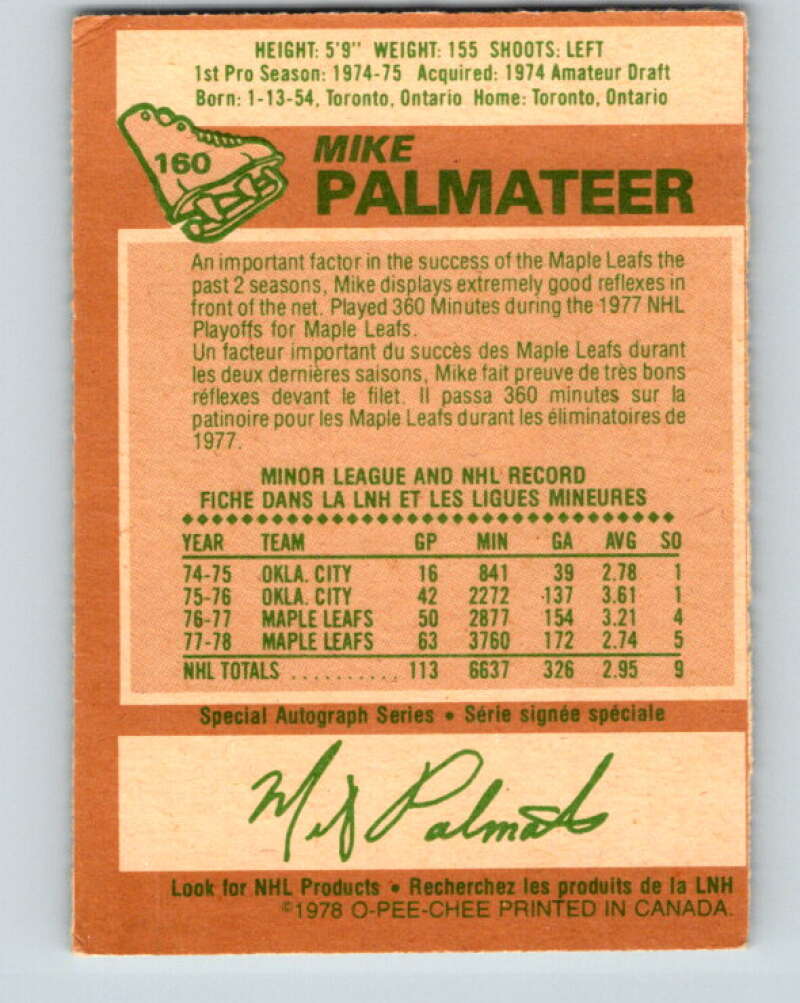 HEIGHT: 5'9" WEIGHT: 155 SHOOTS: LEFT
1st Pro Season: 1974-75 Acquired: 1974 Amateur Draft
Born: 1-13-54, Toronto, Ontario Home: Toronto, Ontario
160
MIKE
PALMATEER
An important factor in the success of the Maple Leafs the
past 2 seasons, Mike displays extremely good reflexes in
front of the net. Played 360 Minutes during the 1977 NHL
Playoffs for Maple Leafs.
Un facteur important du succès des Maple Leafs durant
les deux dernières saisons, Mike fait preuve de très bons
réflexes devant le filet. Il passa 360 minutes sur la
patinoire pour les Maple Leafs durant les éliminatoires de
1977.
MINOR LEAGUE AND NHL RECORD
FICHE DANS LA LNH ET LES LIGUES MINEURES
YEAR TEAM GP MIN GA AVG SO
74-75 OKLA. CITY 16 841 39 2.78 1
75-76 OKLA. CITY 42 2272 137 3.61 1
76-77 MAPLE LEAFS 50 2877 154 3.21 4
77-78 MAPLE LEAFS 63 3760 172 2.74 5
NHL TOTALS .......... 113 6637 326 2.95 9
Special Autograph Series • Série signée spéciale
Mike Palmateer
Look for NHL Products • Recherchez les produits de la LNH
©1978 O-PEE-CHEE PRINTED IN CANADA.